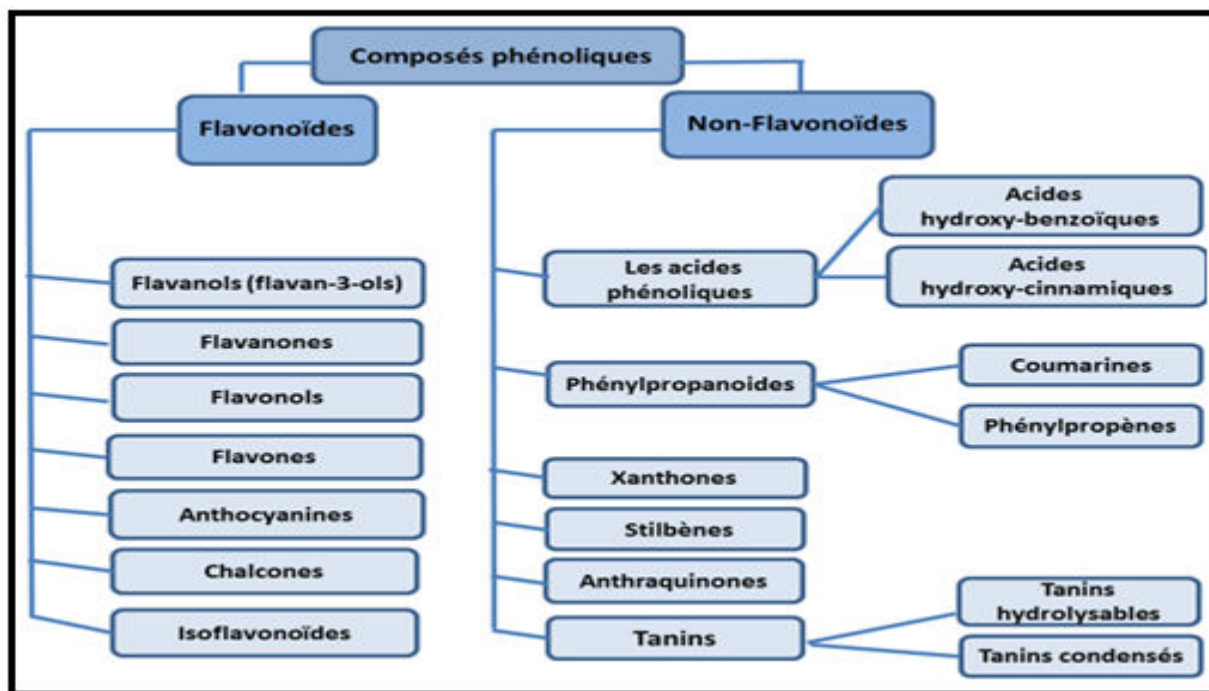 Composés phénoliques
Flavonoïdes
Non-Flavonoïdes
Flavanols (flavan-3-ols)
Flavanones
Flavonols
Flavones
Anthocyanines
Chalcones
Isoflavonoïdes
Les acides
phénoliques
Acides
hydroxy-benzoïques
Acides
hydroxy-cinnamiques
Phénylpropanoides
Coumarines
Phénylpropènes
Xanthones
Stilbènes
Anthraquinones
Tanins
Tanins
hydrolysables
Tanins condensés